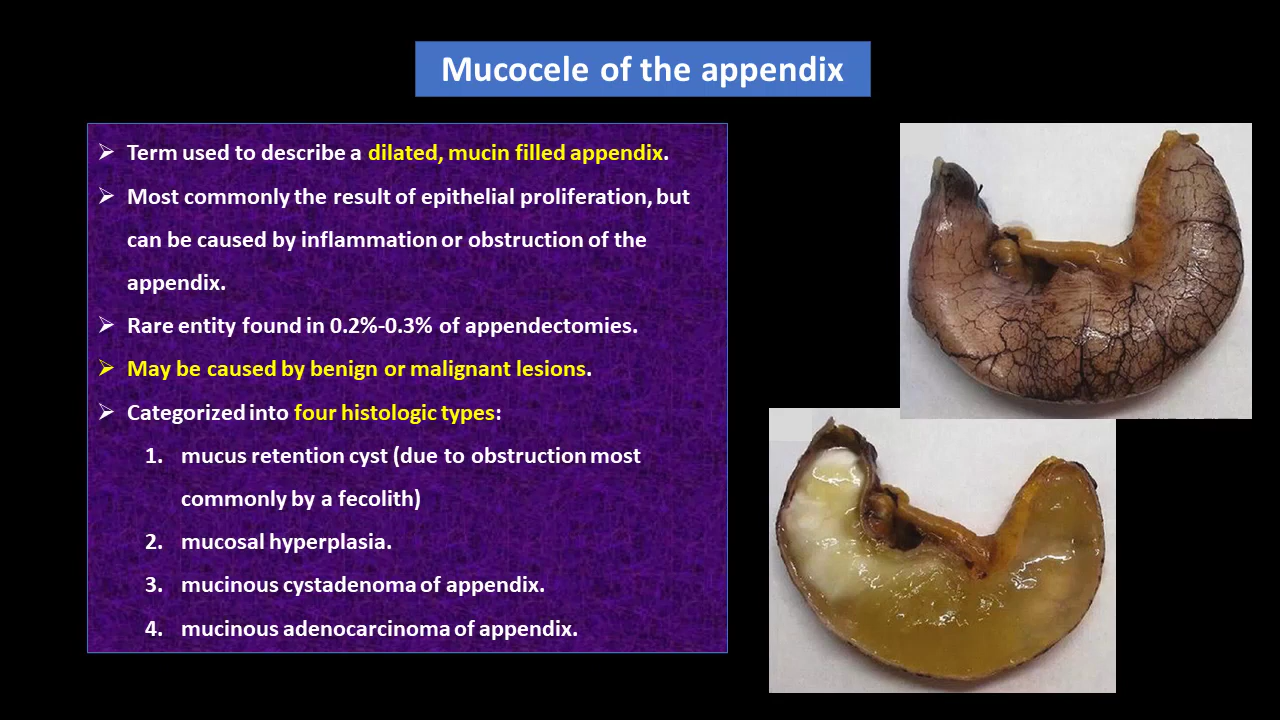 Mucocele of the appendix
➢ Term used to describe a dilated, mucin filled appendix.
➢ Most commonly the result of epithelial proliferation, but
can be caused by inflammation or obstruction of the
appendix.
➢ Rare entity found in 0.2%-0.3% of appendectomies.
➢ May be caused by benign or malignant lesions.
➢ Categorized into four histologic types:
1. mucus retention cyst (due to obstruction most
commonly by a fecolith)
2. mucosal hyperplasia.
3. mucinous cystadenoma of appendix.
4. mucinous adenocarcinoma of appendix.